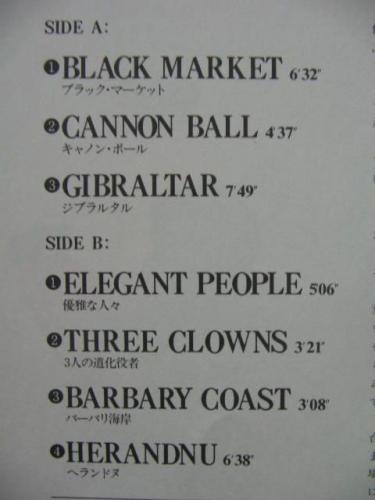 SIDE A:
❶BLACK MARKET 6'32"
ブラック・マーケット
❷CANNON BALL 4'37"
キャノン・ボール
❸GIBRALTAR 7'49"
ジブラルタル
SIDE B:
❶ELEGANT PEOPLE 5'06"
優雅な人々
❷THREE CLOWNS 3'21"
3人の道化役者
❸BARBARY COAST 3'08"
バーバリ海岸
❹HERANDNU 6'38"
ヘランドヌ